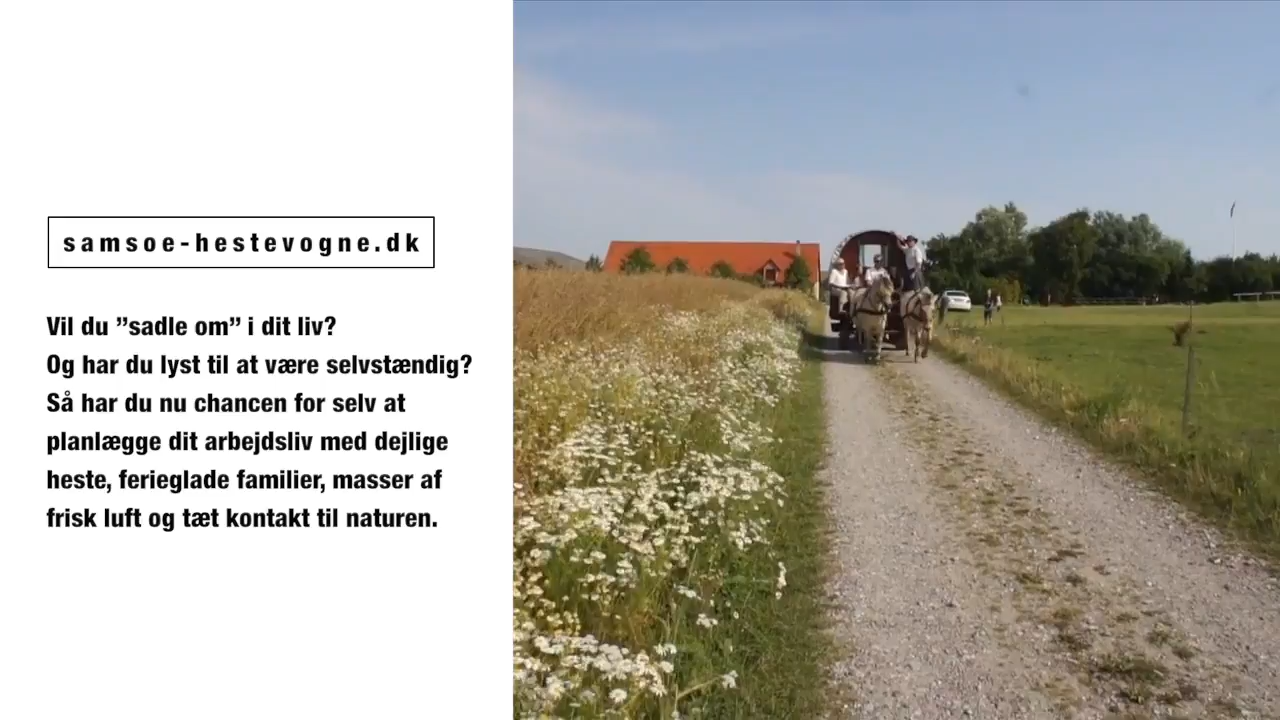 samsoe-hestevogne.dk
Vil du ”sadle om” i dit liv?
Og har du lyst til at være selvstændig?
Så har du nu chancen for selv at
planlægge dit arbejdsliv med dejlige
heste, ferieglade familier, masser af
frisk luft og tæt kontakt til naturen.